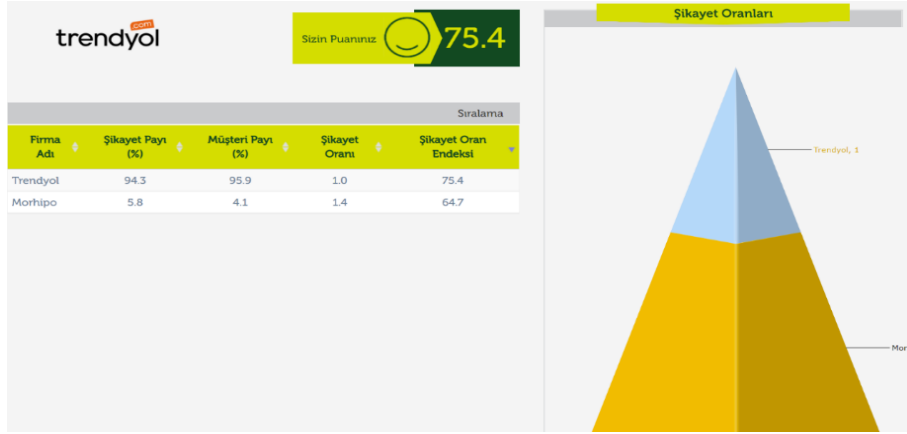 trendyol
com
Sizin Puanınız
75.4
Sıralama
Firma Adı
Şikayet Payı (%)
Müşteri Payı (%)
Şikayet Oranı
Şikayet Oran Endeksi
Trendyol 94.3 95.9 1.0 75.4
Morhipo 5.8 4.1 1.4 64.7
Şikayet Oranları
Trendyol, 1
Mor